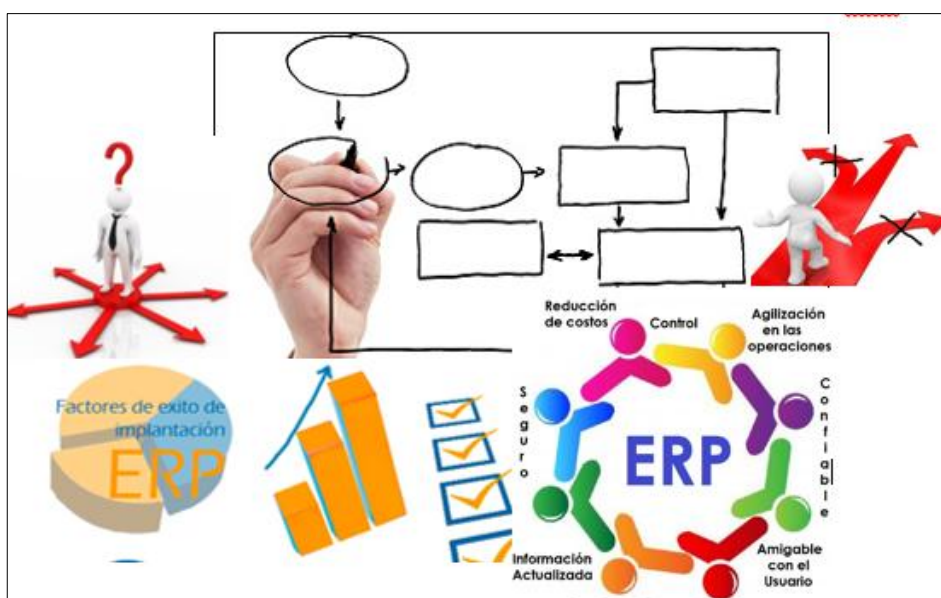 ?
Reducción
de costos
Control
Agilización
en las
operaciones
Seguro
ERP
Confiable
Información
Actualizada
Amigable
con el
Usuario
Factores de exito de
implantación
ERP